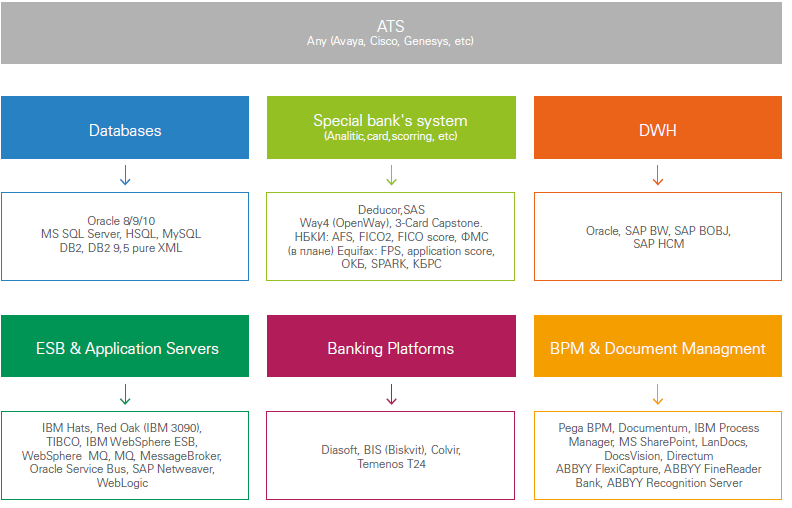 ATS
Any (Avaya, Cisco, Genesys, etc)
Databases
Oracle 8/9/10
MS SQL Server, HSQL, MySQL
DB2, DB2 9,5 pure XML
Special bank's system
(Analitic,card,scorring, etc)
Deducor,SAS
Way4 (OpenWay), 3-Card Capstone.
НБКИ: AFS, FICO2, FICO score, ФМС
(в плане) Equifax: FPS, application score,
ОКБ, SPARK, КБРС
DWH
Oracle, SAP BW, SAP BOBJ,
SAP HCM
ESB & Application Servers
IBM Hats, Red Oak (IBM 3090),
TIBCO, IBM WebSphere ESB,
WebSphere MQ, MQ, MessageBroker,
Oracle Service Bus, SAP Netweaver,
WebLogic
Banking Platforms
Diasoft, BIS (Biskvit), Colvir,
Temenos T24
BPM & Document Managment
Pega BPM, Documentum, IBM Process
Manager, MS SharePoint, LanDocs,
DocsVision, Directum
ABBYY FlexiCapture, ABBYY FineReader
Bank, ABBYY Recognition Server